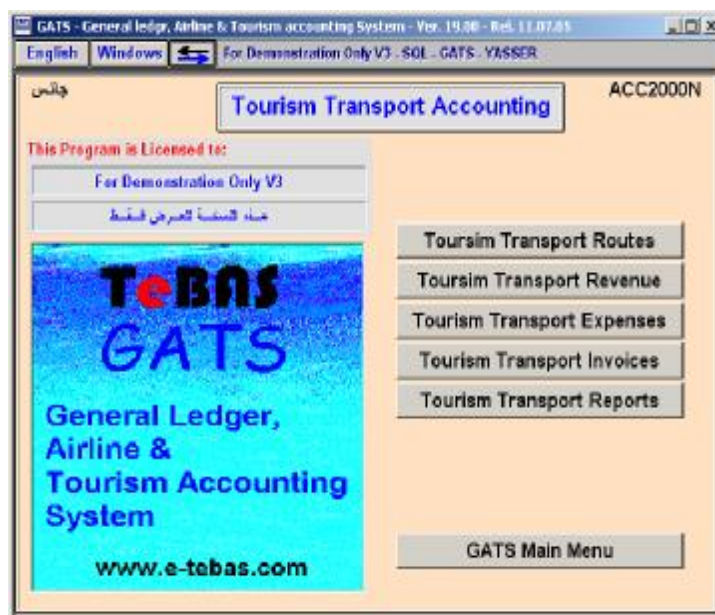 GATS - General ledgr, Airline & Tourism accounting System - Ver. 19.00 - Rel. 11.07.05
English Windows For Demonstration Only V3 - SQL - GATS - YASSER
جاتس
ACC2000N
Tourism Transport Accounting
This Program is Licensed to:
For Demonstration Only V3
هذه النسخة للعرض فقط
TeBAS
GATS
General Ledger,
Airline &
Tourism Accounting
System
www.e-tebas.com
Toursim Transport Routes
Toursim Transport Revenue
Tourism Transport Expenses
Tourism Transport Invoices
Tourism Transport Reports
GATS Main Menu